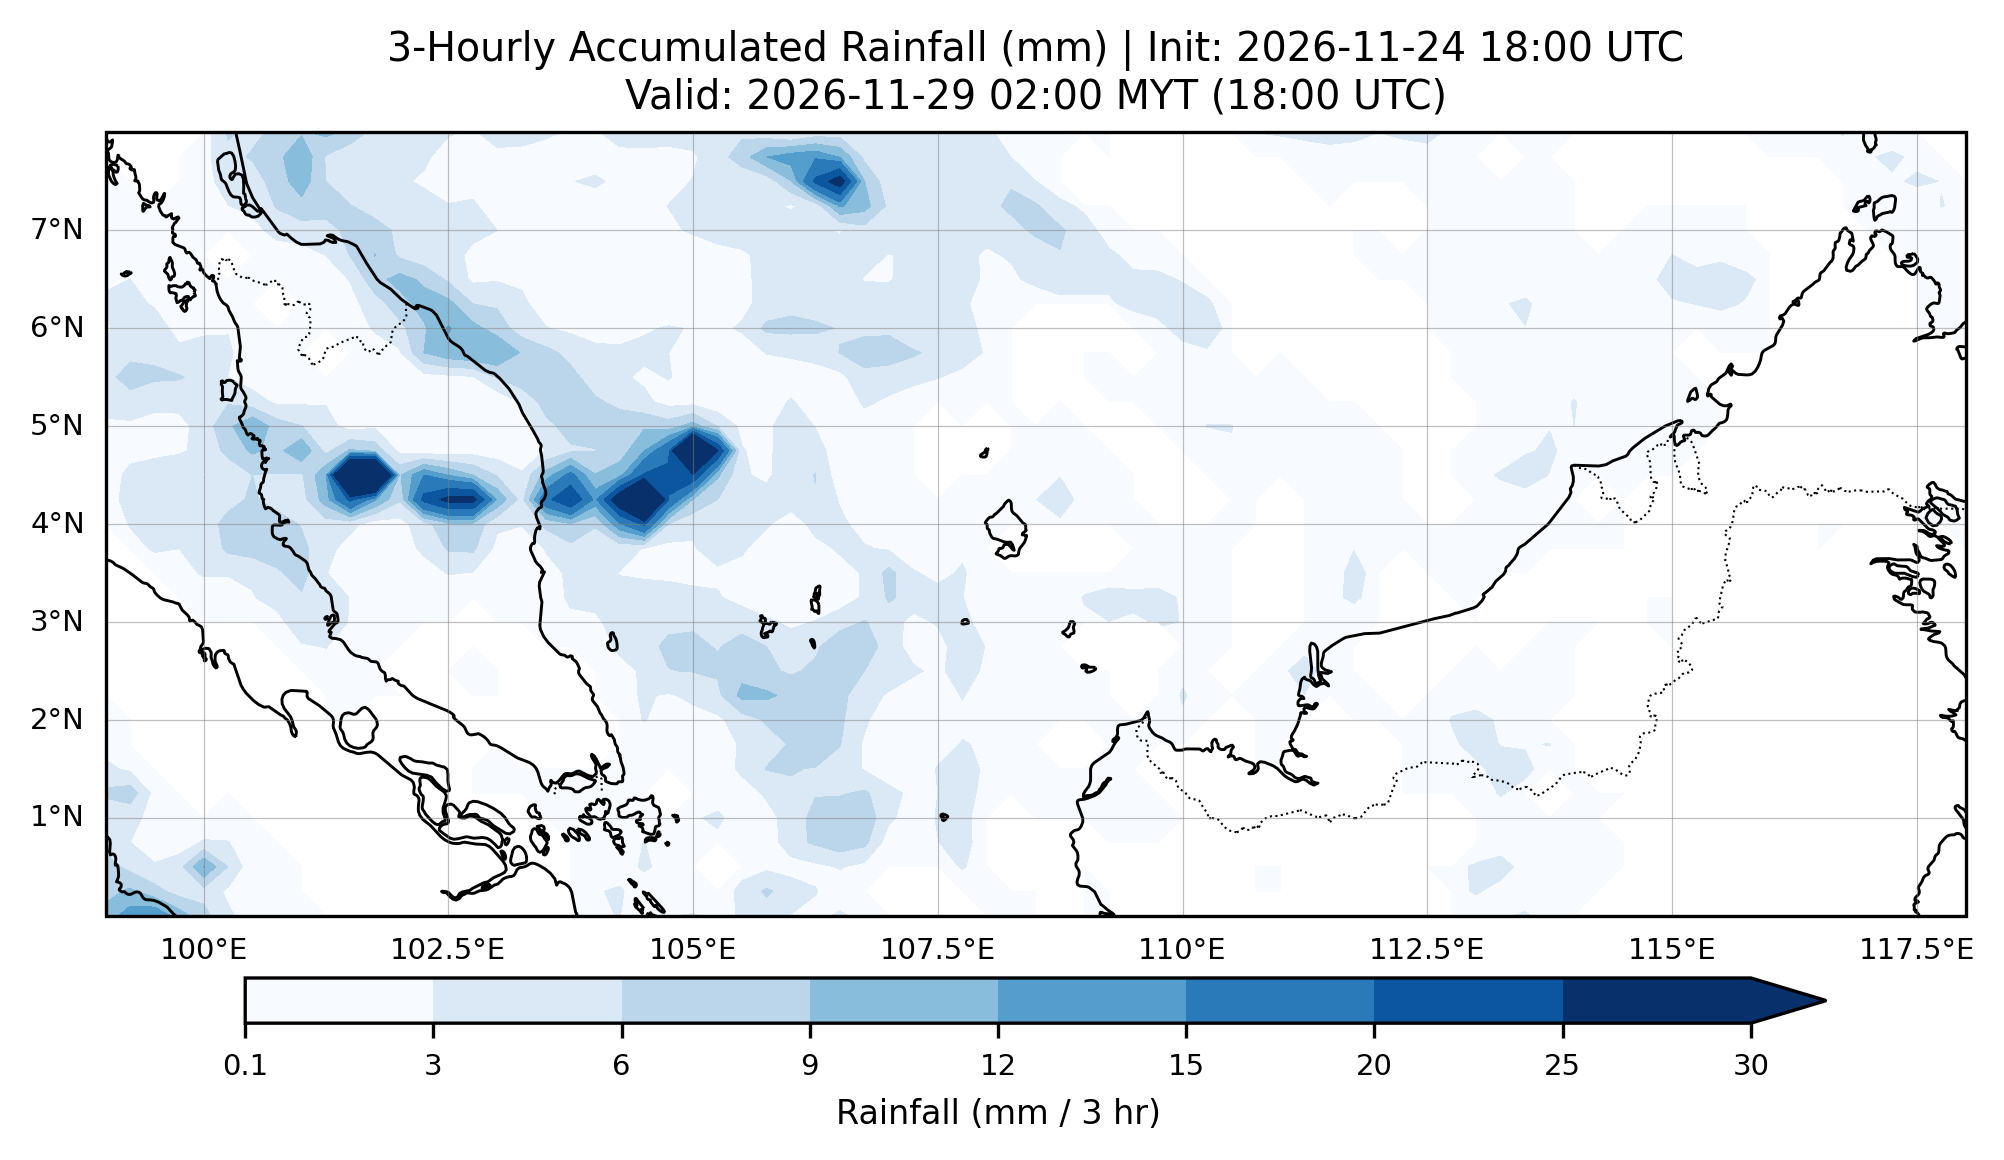 3-Hourly Accumulated Rainfall (mm) | Init: 2026-11-24 18:00 UTC
Valid: 2026-11-29 02:00 MYT (18:00 UTC)
7°N
6°N
5°N
4°N
3°N
2°N
1°N
100°E 102.5°E 105°E 107.5°E 110°E 112.5°E 115°E 117.5°E
0.1 3 6 9 12 15 20 25 30
Rainfall (mm / 3 hr)